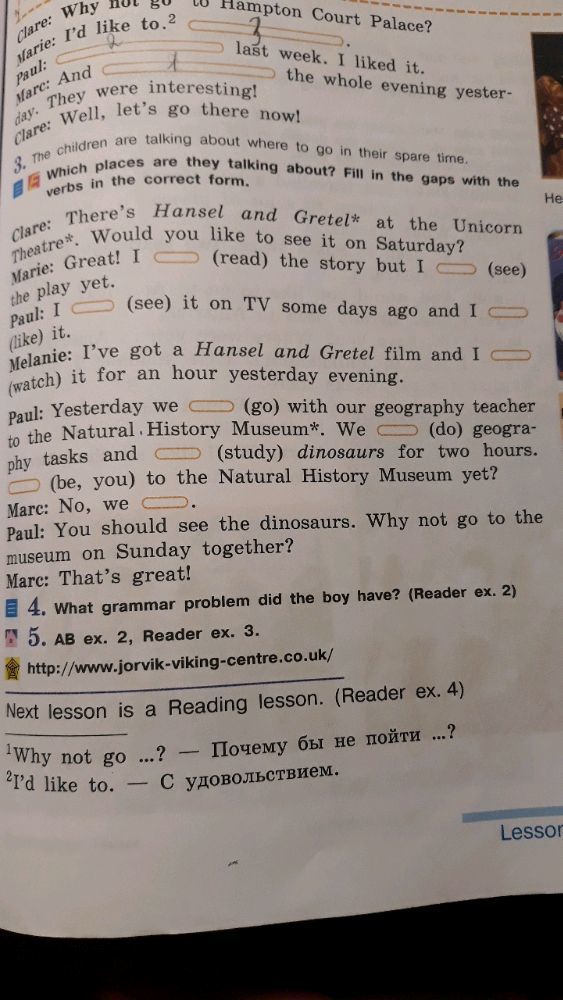 Clare: Why not go to Hampton Court Palace?
Marie: I'd like to.² 3
Paul: 2 last week. I liked it.
Marc: And 1 the whole evening yester-
day. They were interesting!
Clare: Well, let's go there now!
3. The children are talking about where to go in their spare time.
Which places are they talking about? Fill in the gaps with the
verbs in the correct form.
Clare: There's Hansel and Gretel* at the Unicorn
Theatre*. Would you like to see it on Saturday?
Marie: Great! I (read) the story but I (see)
the play yet.
Paul: I (see) it on TV some days ago and I
(like) it.
Melanie: I've got a Hansel and Gretel film and I
(watch) it for an hour yesterday evening.
Paul: Yesterday we (go) with our geography teacher
to the Natural History Museum*. We (do) geogra-
phy tasks and (study) dinosaurs for two hours.
(be, you) to the Natural History Museum yet?
Marc: No, we .
Paul: You should see the dinosaurs. Why not go to the
museum on Sunday together?
Marc: That's great!
4. What grammar problem did the boy have? (Reader ex. 2)
5. AB ex. 2, Reader ex. 3.
http://www.jorvik-viking-centre.co.uk/
Next lesson is a Reading lesson. (Reader ex. 4)
¹Why not go ...? — Почему бы не пойти ...?
²I'd like to. — С удовольствием.
He
Lesson